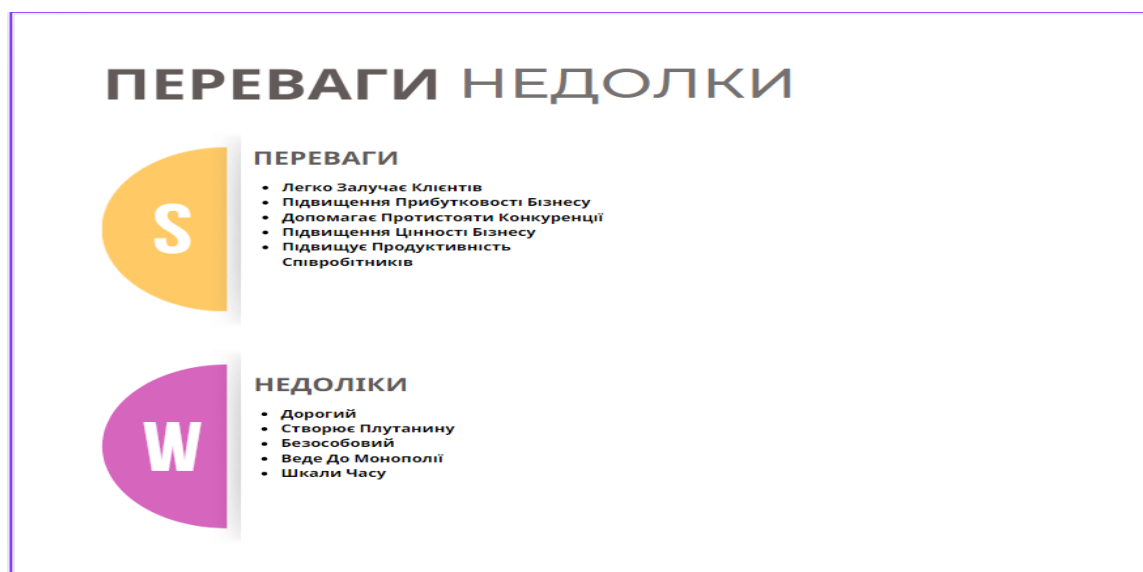 ПЕРЕВАГИ НЕДОЛКИ
ПЕРЕВАГИ
• Легко Залучає Клієнтів
• Підвищення Прибутковості Бізнесу
• Допомагає Протистояти Конкуренції
• Підвищення Цінності Бізнесу
• Підвищує Продуктивність
Співробітників
S
НЕДОЛІКИ
• Дорогий
• Створює Плутанину
• Безособовий
• Веде До Монополії
• Шкали Часу
W